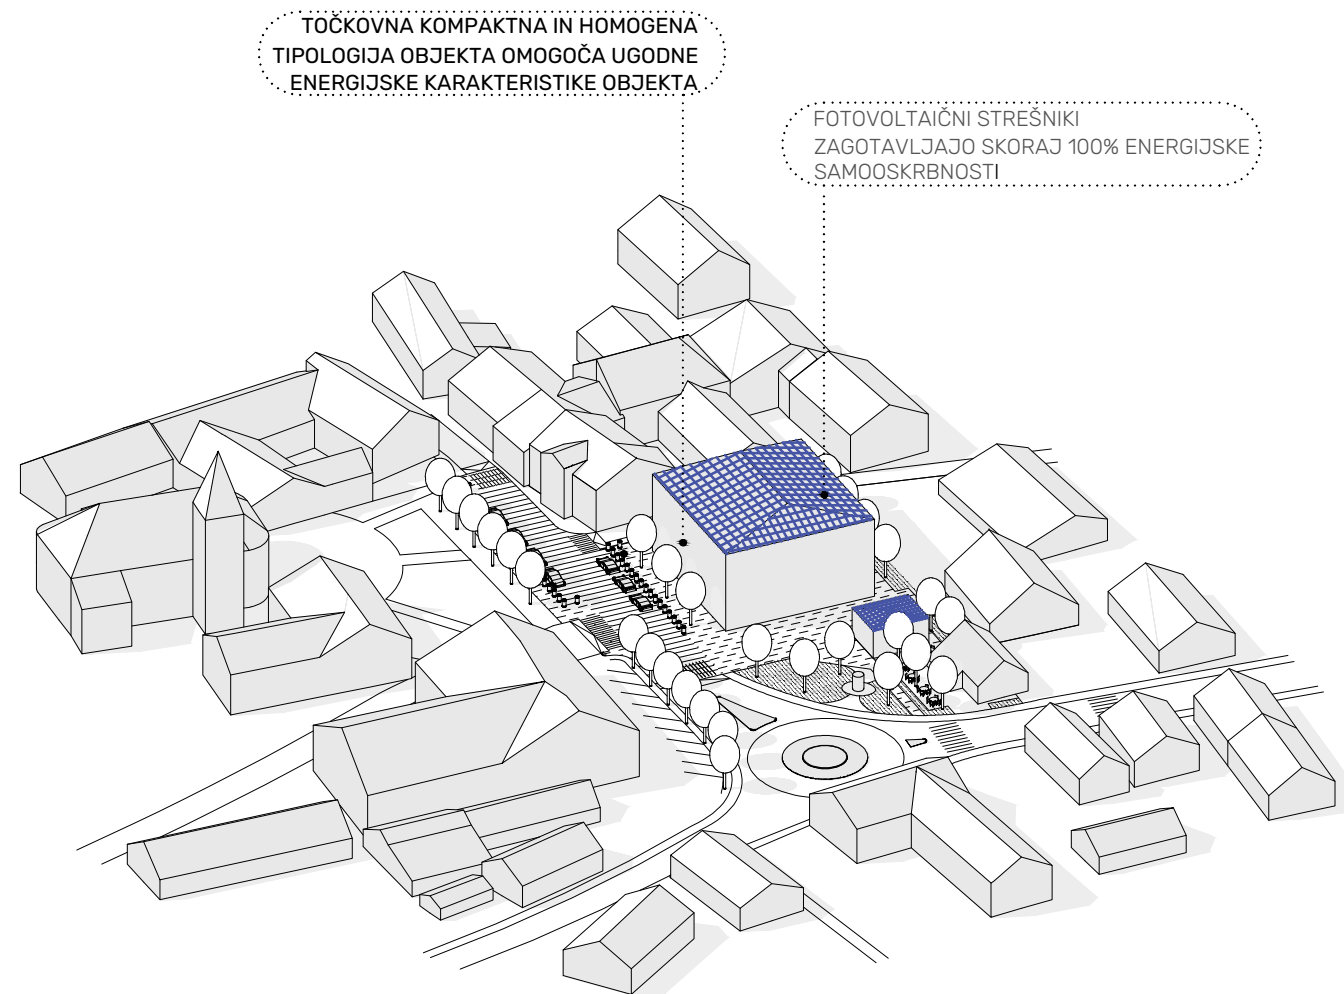 TOČKOVNA KOMPAKTNA IN HOMOGENA
TIPOLOGIJA OBJEKTA OMOGOČA UGODNE
ENERGIJSKE KARAKTERISTIKE OBJEKTA
FOTOVOLTAIČNI STREŠNIKI
ZAGOTAVLJAJO SKORAJ 100% ENERGIJSKE
SAMOOSKRBNOSTI